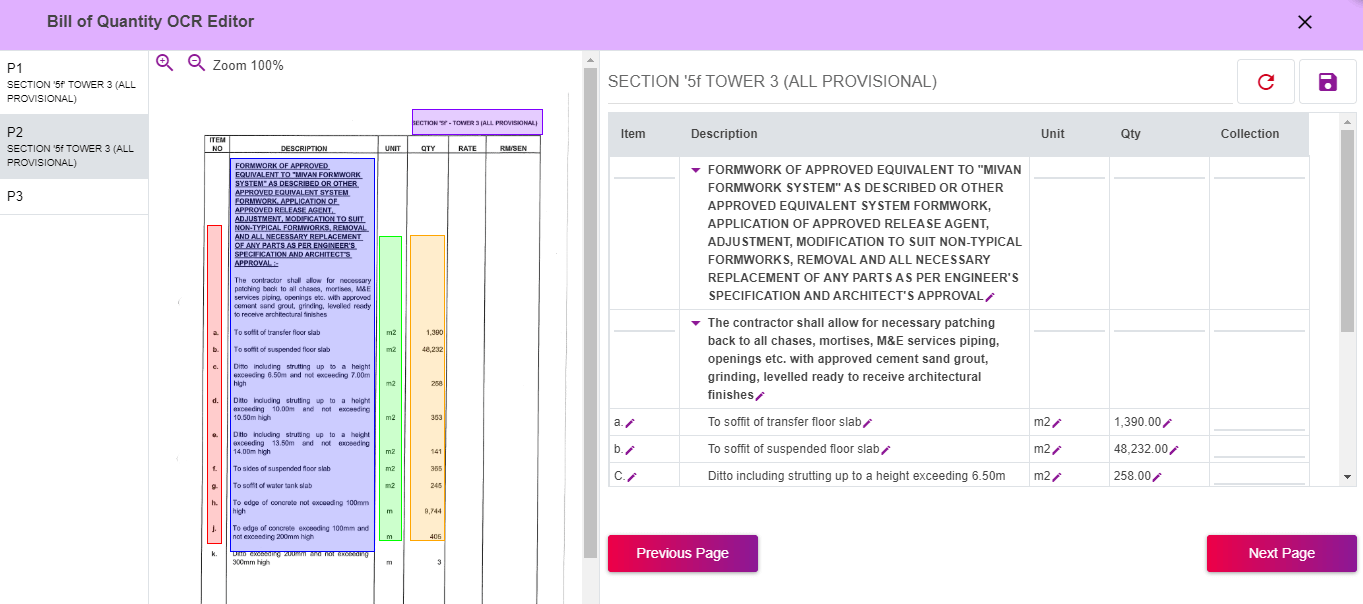 Bill of Quantity OCR Editor
P1
SECTION '5f' TOWER 3 (ALL
PROVISIONAL)
P2
SECTION '5f TOWER 3 (ALL
PROVISIONAL)
P3
Zoom 100%
SECTION '5f' - TOWER 3 (ALL PROVISIONAL)
ITEM
NO DESCRIPTION UNIT QTY RATE RM/SEN
FORMWORK OF APPROVED
EQUIVALENT TO "MIVAN FORMWORK
SYSTEM" AS DESCRIBED OR OTHER
APPROVED EQUIVALENT SYSTEM
FORMWORK, APPLICATION OF
APPROVED RELEASE AGENT,
ADJUSTMENT, MODIFICATION TO SUIT
NON-TYPICAL FORMWORKS, REMOVAL
AND ALL NECESSARY REPLACEMENT
OF ANY PARTS AS PER ENGINEER'S
SPECIFICATION AND ARCHITECT'S
APPROVAL :-
The contractor shall allow for necessary
patching back to all chases, mortises, M&E
services piping, openings etc. with approved
cement sand grout, grinding, levelled ready
to receive architectural finishes
a. To soffit of transfer floor slab m2 1,390
b. To soffit of suspended floor slab m2 48,232
c. Ditto including strutting up to a height
exceeding 6.50m and not exceeding 7.00m
high m2 258
d. Ditto including strutting up to a height
exceeding 10.00m and not exceeding
10.50m high m2 353
e. Ditto including strutting up to a height
exceeding 13.50m and not exceeding
14.00m high m2 141
f. To sides of suspended floor slab m2 365
g. To soffit of water tank slab m2 245
h. To edge of concrete not exceeding 100mm
high m 9,744
j. To edge of concrete exceeding 100mm and
not exceeding 200mm high m 405
k. Ditto exceeding 200mm and not exceeding
300mm high m 3
SECTION '5f TOWER 3 (ALL PROVISIONAL)
Item Description Unit Qty Collection
FORMWORK OF APPROVED EQUIVALENT TO "MIVAN
FORMWORK SYSTEM" AS DESCRIBED OR OTHER
APPROVED EQUIVALENT SYSTEM FORMWORK,
APPLICATION OF APPROVED RELEASE AGENT,
ADJUSTMENT, MODIFICATION TO SUIT NON-TYPICAL
FORMWORKS, REMOVAL AND ALL NECESSARY
REPLACEMENT OF ANY PARTS AS PER ENGINEER'S
SPECIFICATION AND ARCHITECT'S APPROVAL
The contractor shall allow for necessary patching
back to all chases, mortises, M&E services piping,
openings etc. with approved cement sand grout,
grinding, levelled ready to receive architectural
finishes
a. To soffit of transfer floor slab m2 1,390.00
b. To soffit of suspended floor slab m2 48,232.00
C. Ditto including strutting up to a height exceeding 6.50m m2 258.00
Previous Page
Next Page